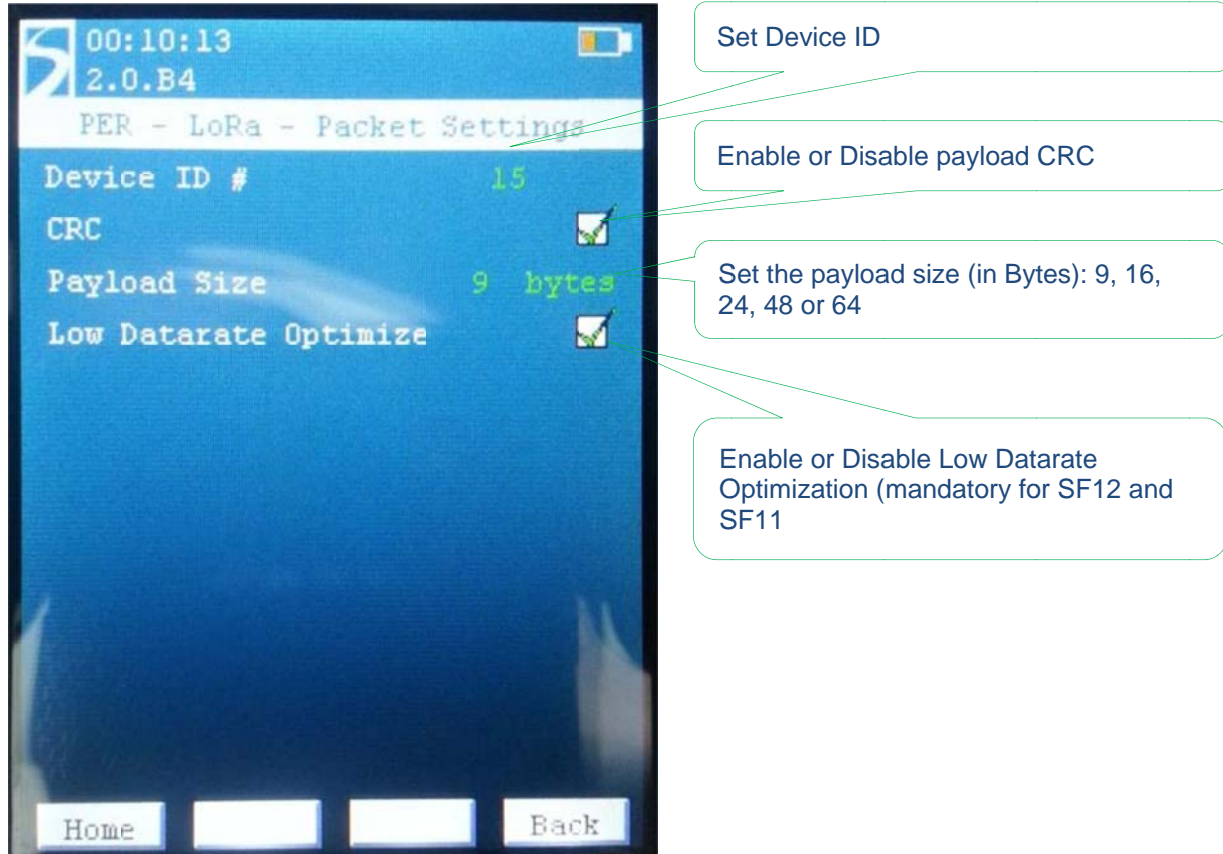 00:10:13
2.0.B4
PER - LoRa - Packet Settings
Device ID # 15
CRC
Payload Size 9 bytes
Low Datarate Optimize
Home Back
Set Device ID
Enable or Disable payload CRC
Set the payload size (in Bytes): 9, 16,
24, 48 or 64
Enable or Disable Low Datarate
Optimization (mandatory for SF12 and
SF11